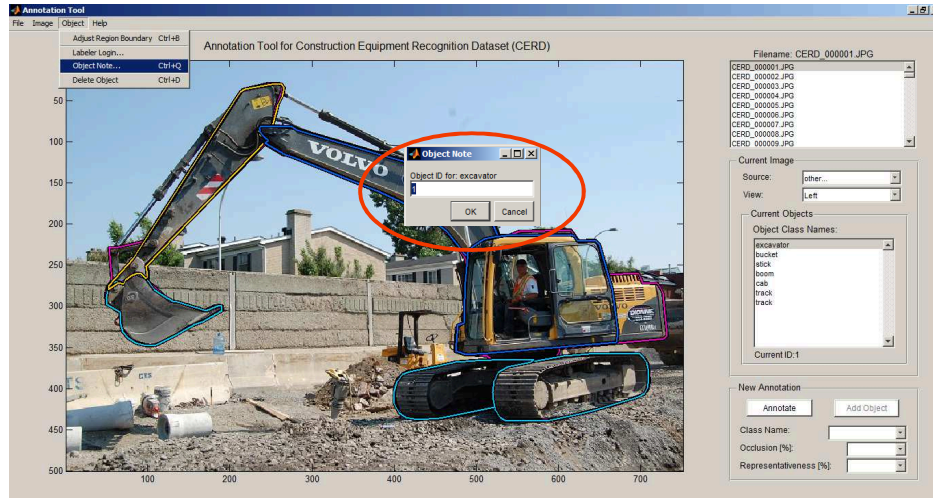 Annotation Tool
File Image Object Help
Adjust Region Boundary Ctrl+B
Labeler Login...
Object Note... Ctrl+Q
Delete Object Ctrl+D
Annotation Tool for Construction Equipment Recognition Dataset (CERD)
50
100
150
200
250
300
350
400
450
500
100
200
300
400
500
600
700
VOLVO
Object Note
Object ID for: excavator
1
OK Cancel
VOLVO
Filename: CERD_000001.JPG
CERD_000001.JPG
CERD_000002.JPG
CERD_000003.JPG
CERD_000004.JPG
CERD_000005.JPG
CERD_000006.JPG
CERD_000007.JPG
CERD_000008.JPG
CERD_000009.JPG
Current Image
Source: other...
View: Left
Current Objects
Object Class Names:
excavator
bucket
stick
boom
cab
track
track
Current ID:1
New Annotation
Annotate Add Object
Class Name:
Occlusion [%]:
Representativeness [%]: